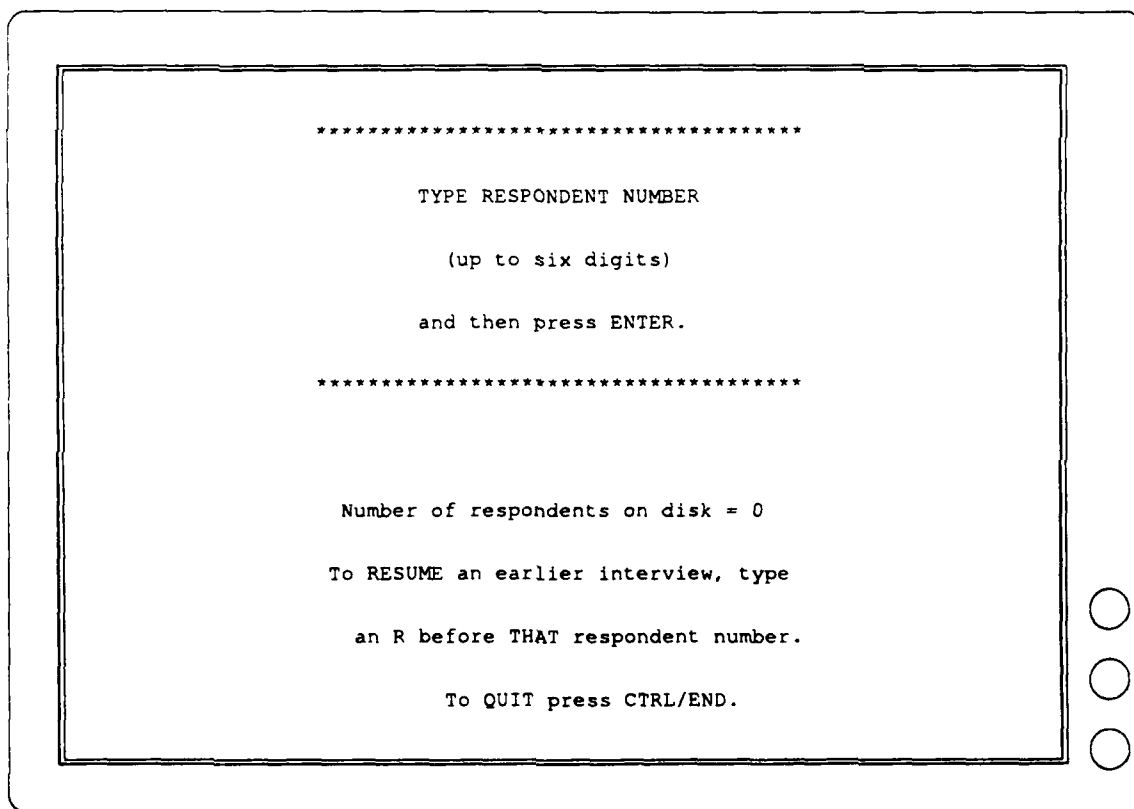 **************************************
TYPE RESPONDENT NUMBER
(up to six digits)
and then press ENTER.
**************************************
Number of respondents on disk = 0
To RESUME an earlier interview, type
an R before THAT respondent number.
To QUIT press CTRL/END.